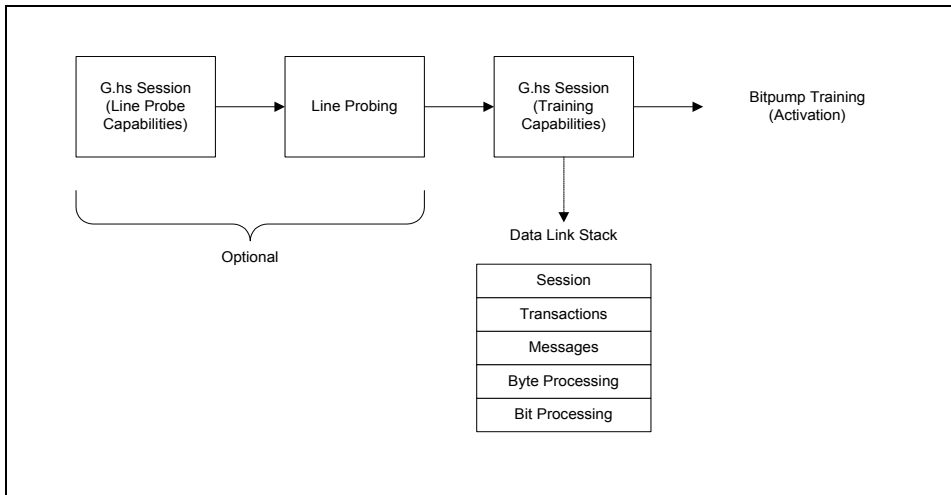 G.hs Session
(Line Probe
Capabilities)
Line Probing
G.hs Session
(Training
Capabilities)
Bitpump Training
(Activation)
Optional
Data Link Stack
Session
Transactions
Messages
Byte Processing
Bit Processing